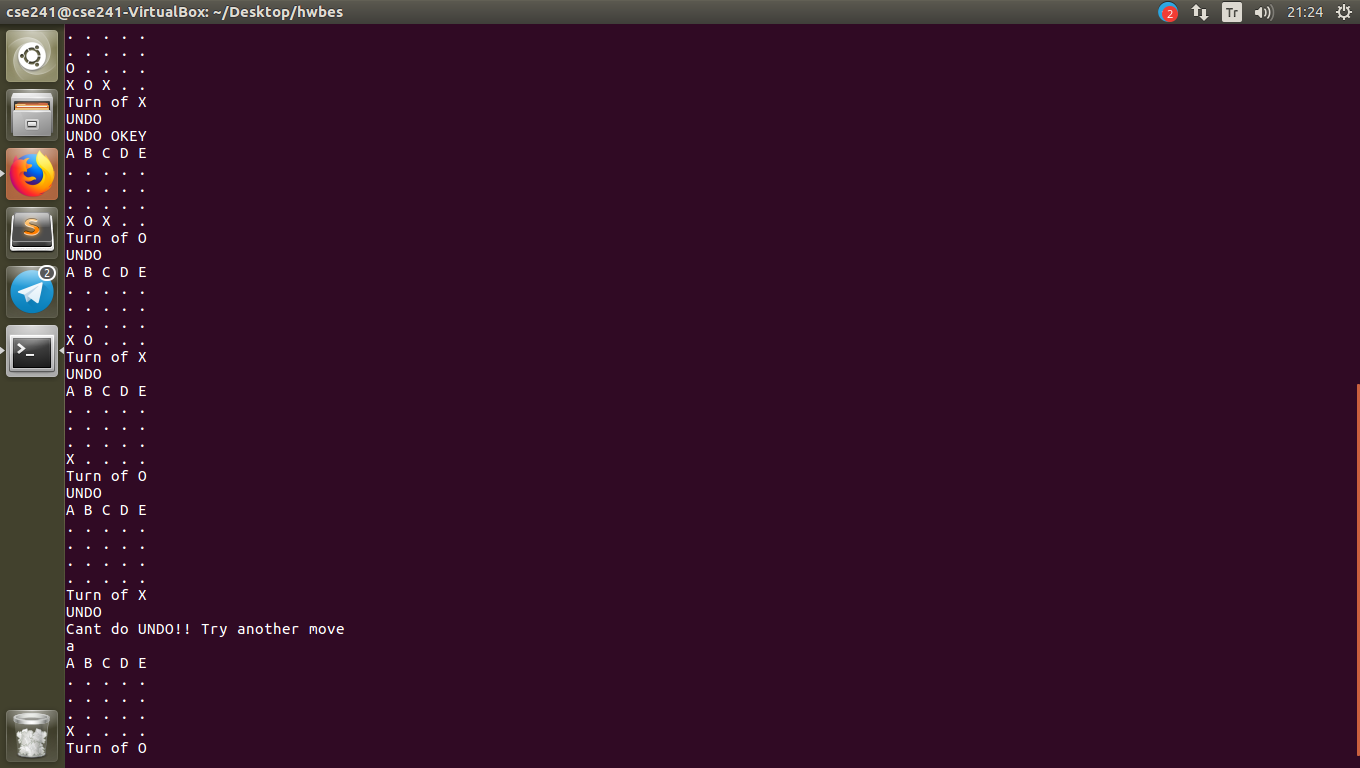 cse241@cse241-VirtualBox: ~/Desktop/hwbes
2 Tr 21:24
. . . . .
. . . . .
O . . . .
X O X . .
Turn of X
UNDO
UNDO OKEY
A B C D E
. . . . .
. . . . .
. . . . .
X O X . .
Turn of O
UNDO
A B C D E
. . . . .
. . . . .
. . . . .
X O . . .
Turn of X
UNDO
A B C D E
. . . . .
. . . . .
. . . . .
X . . . .
Turn of O
UNDO
A B C D E
. . . . .
. . . . .
. . . . .
. . . . .
Turn of X
UNDO
Cant do UNDO!! Try another move
a
A B C D E
. . . . .
. . . . .
. . . . .
X . . . .
Turn of O
S
2
>_